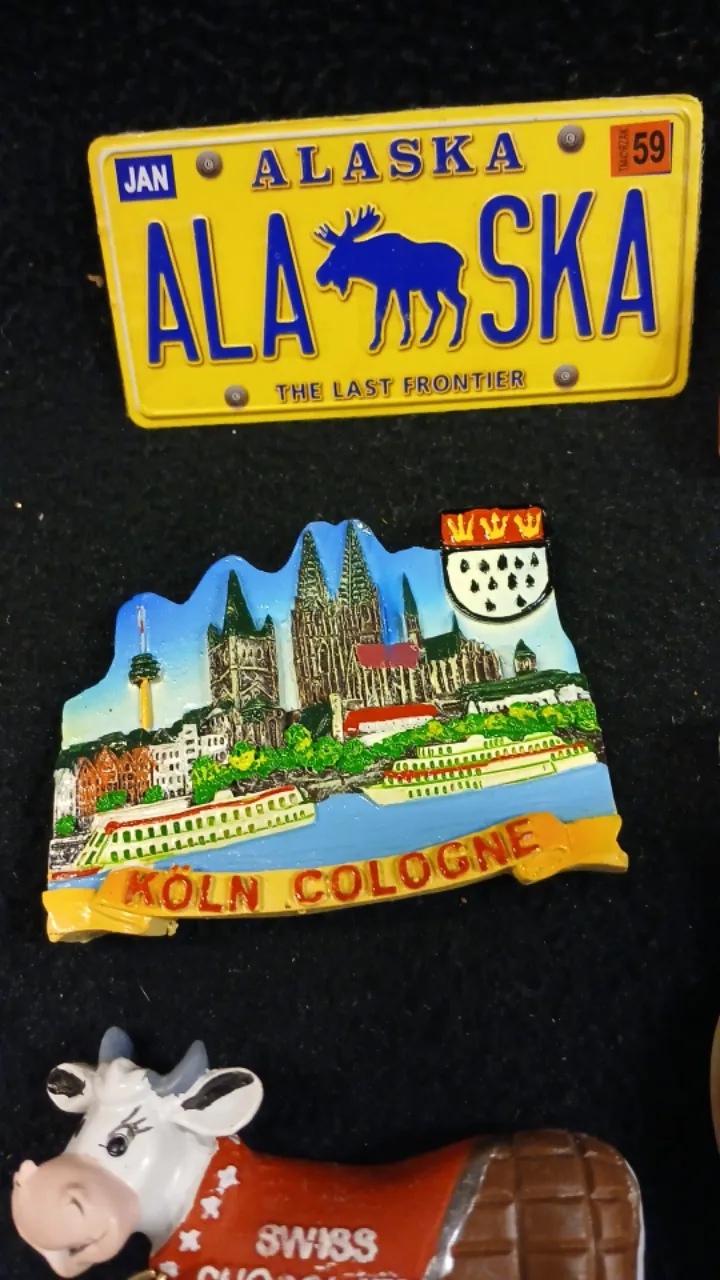 JAN
ALASKA
59
ALA SKA
THE LAST FRONTIER
KÖLN COLOGNE
SWISS